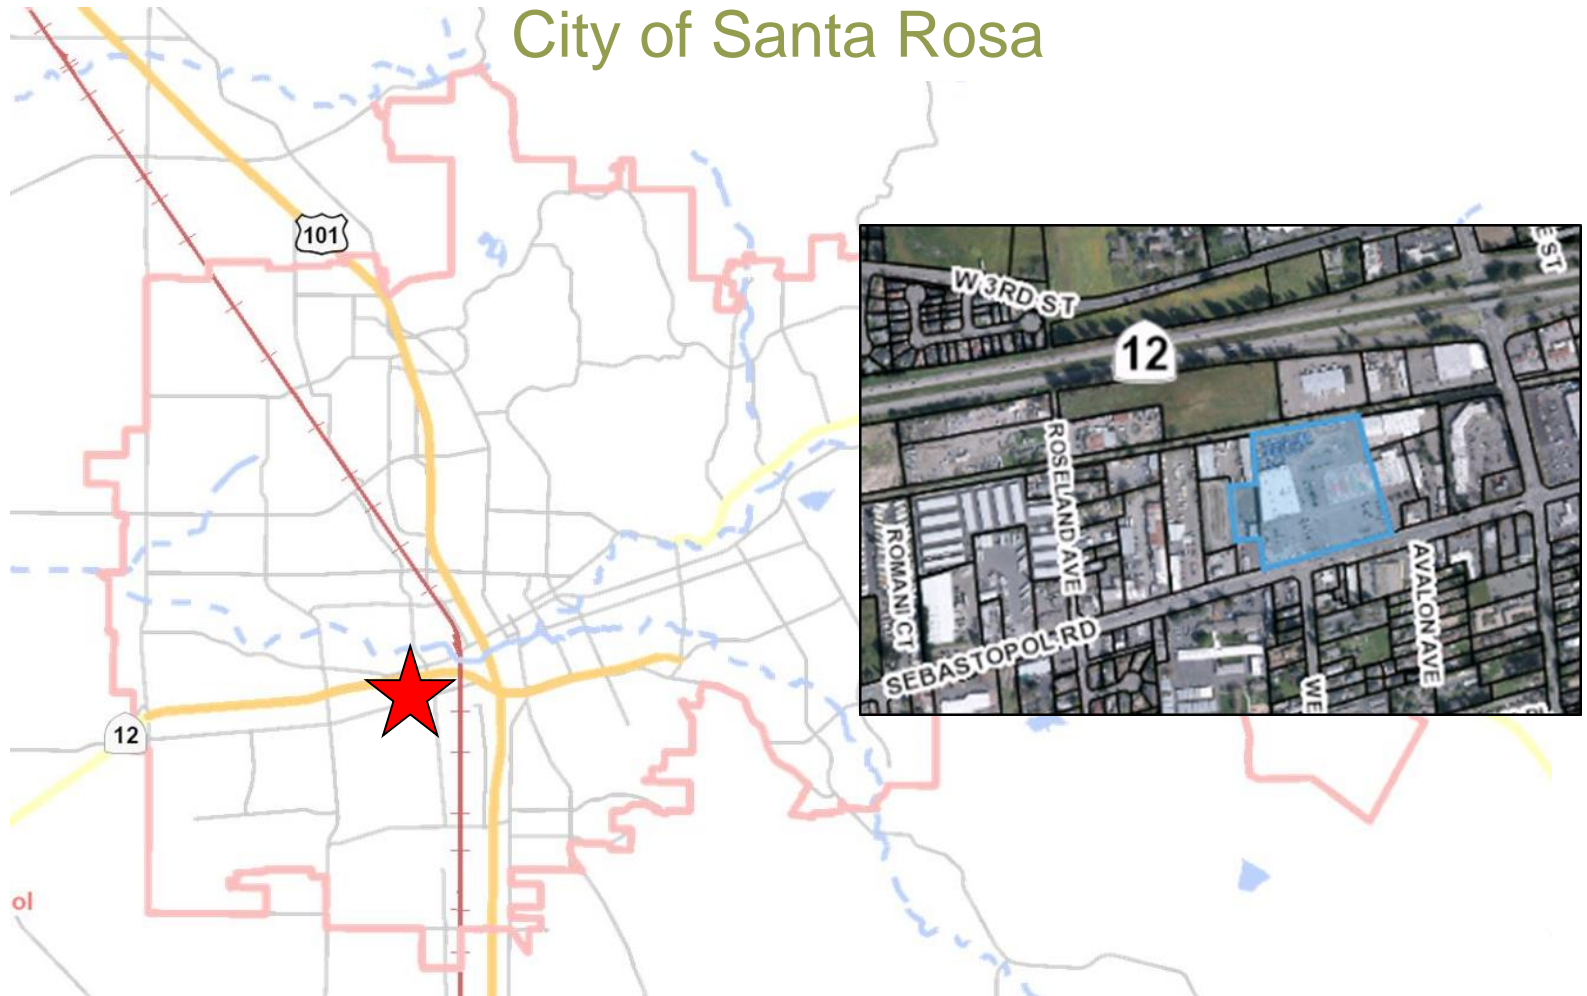 City of Santa Rosa
101
W 3RD ST
E ST
12
ROSELAND AVE
ROMANI CT
AVALON AVE
SEBASTOPOL RD
WE
12
ol